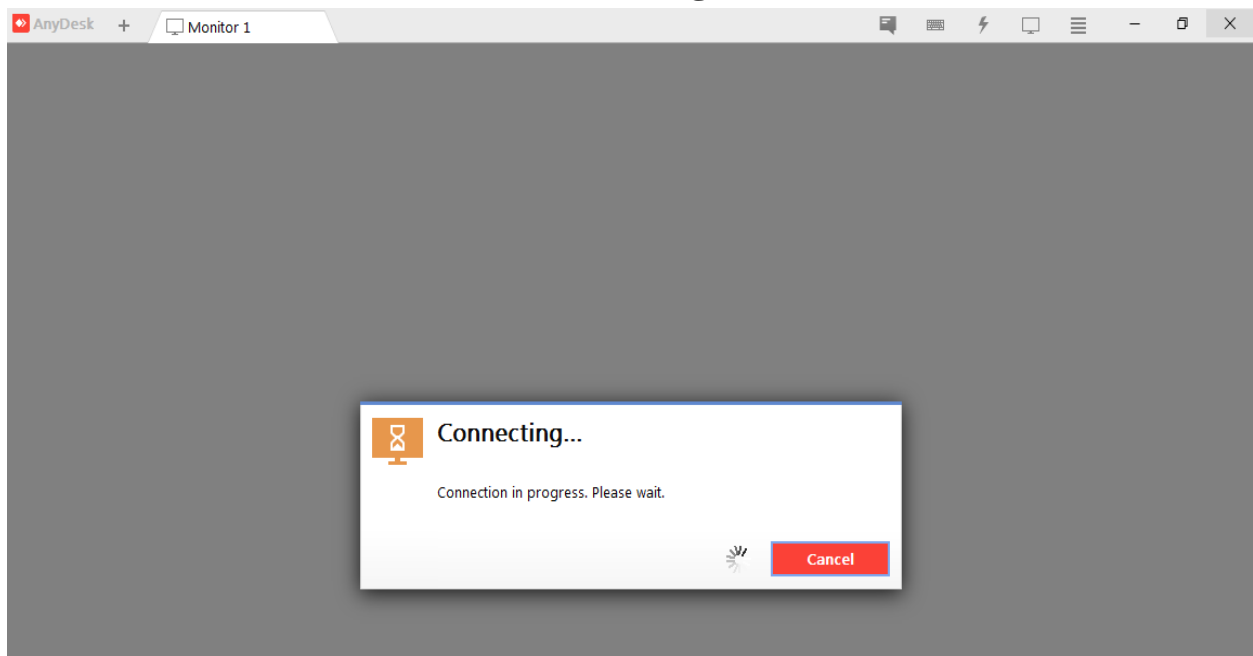 AnyDesk + Monitor 1
Connecting...
Connection in progress. Please wait.
Cancel